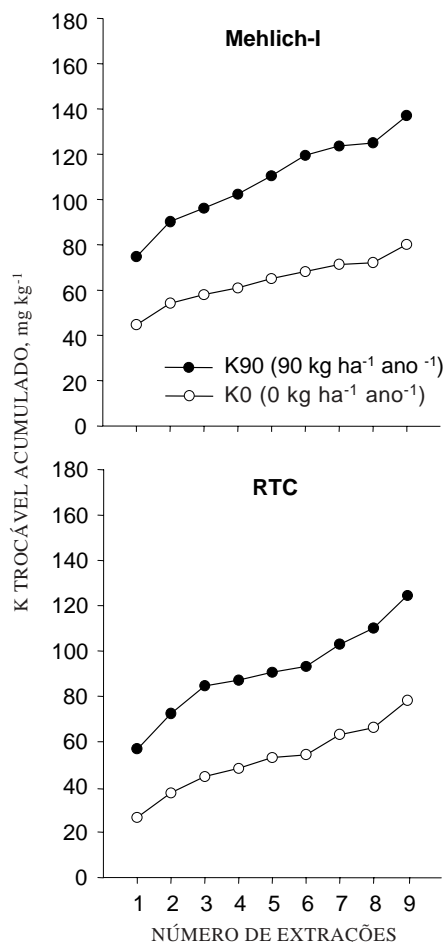 K TROCÁVEL ACUMULADO, mg kg⁻¹
Mehlich-I
180
160
140
120
100
80
60
40
20
0
K90 (90 kg ha⁻¹ ano ⁻¹)
K0 (0 kg ha⁻¹ ano⁻¹)
RTC
180
160
140
120
100
80
60
40
20
0
1 2 3 4 5 6 7 8 9
NÚMERO DE EXTRAÇÕES